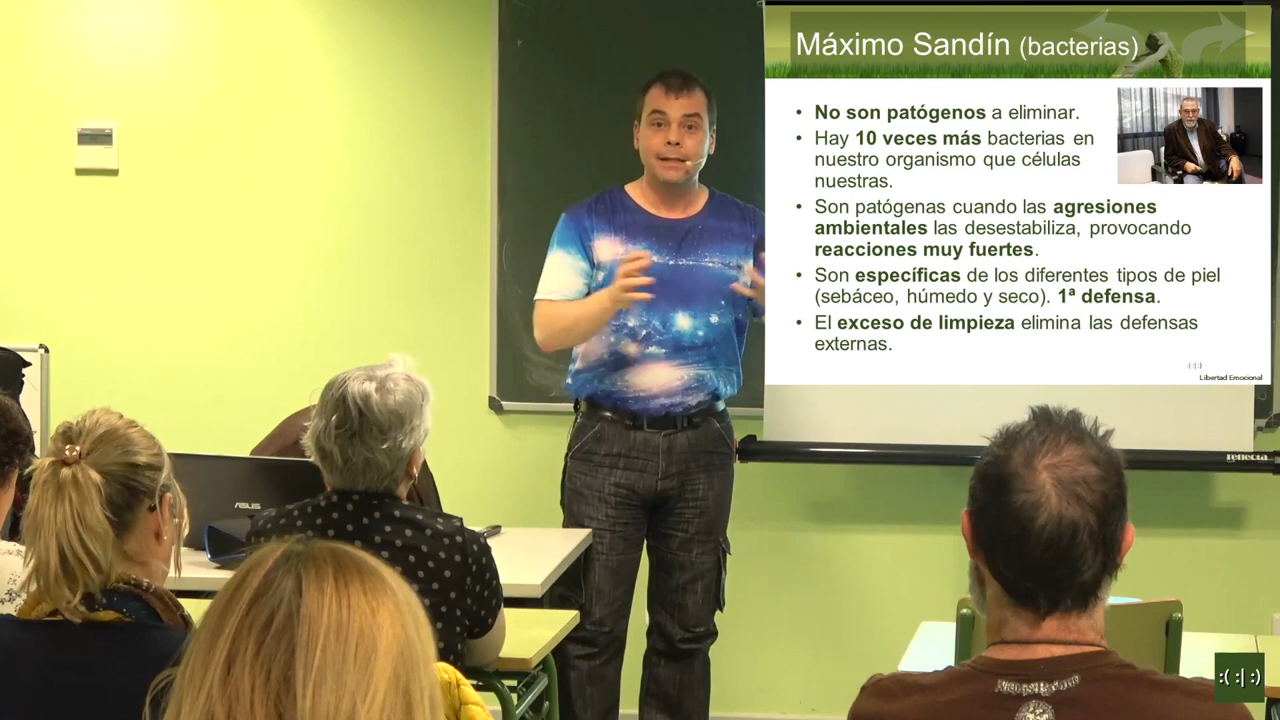 Máximo Sandín (bacterias)
• No son patógenos a eliminar.
• Hay 10 veces más bacterias en
nuestro organismo que células
nuestras.
• Son patógenas cuando las agresiones
ambientales las desestabiliza, provocando
reacciones muy fuertes.
• Son específicas de los diferentes tipos de piel
(sebáceo, húmedo y seco). 1ª defensa.
• El exceso de limpieza elimina las defensas
externas.
:(:|:)
Libertad Emocional
ASUS
:( :|:)